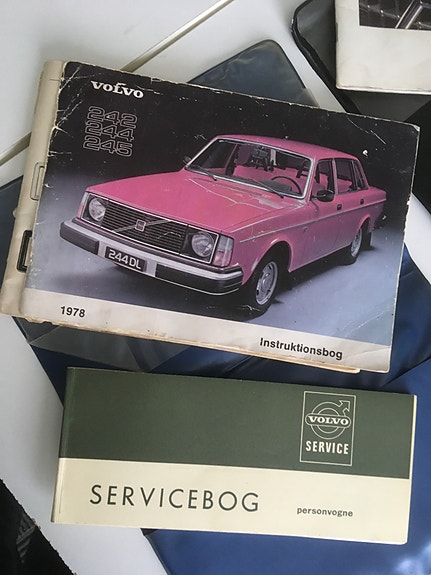 VOLVO
242
244
245
244 DL
1978
Instruktionsbog
VOLVO
SERVICE
SERVICEBOG
personvogne